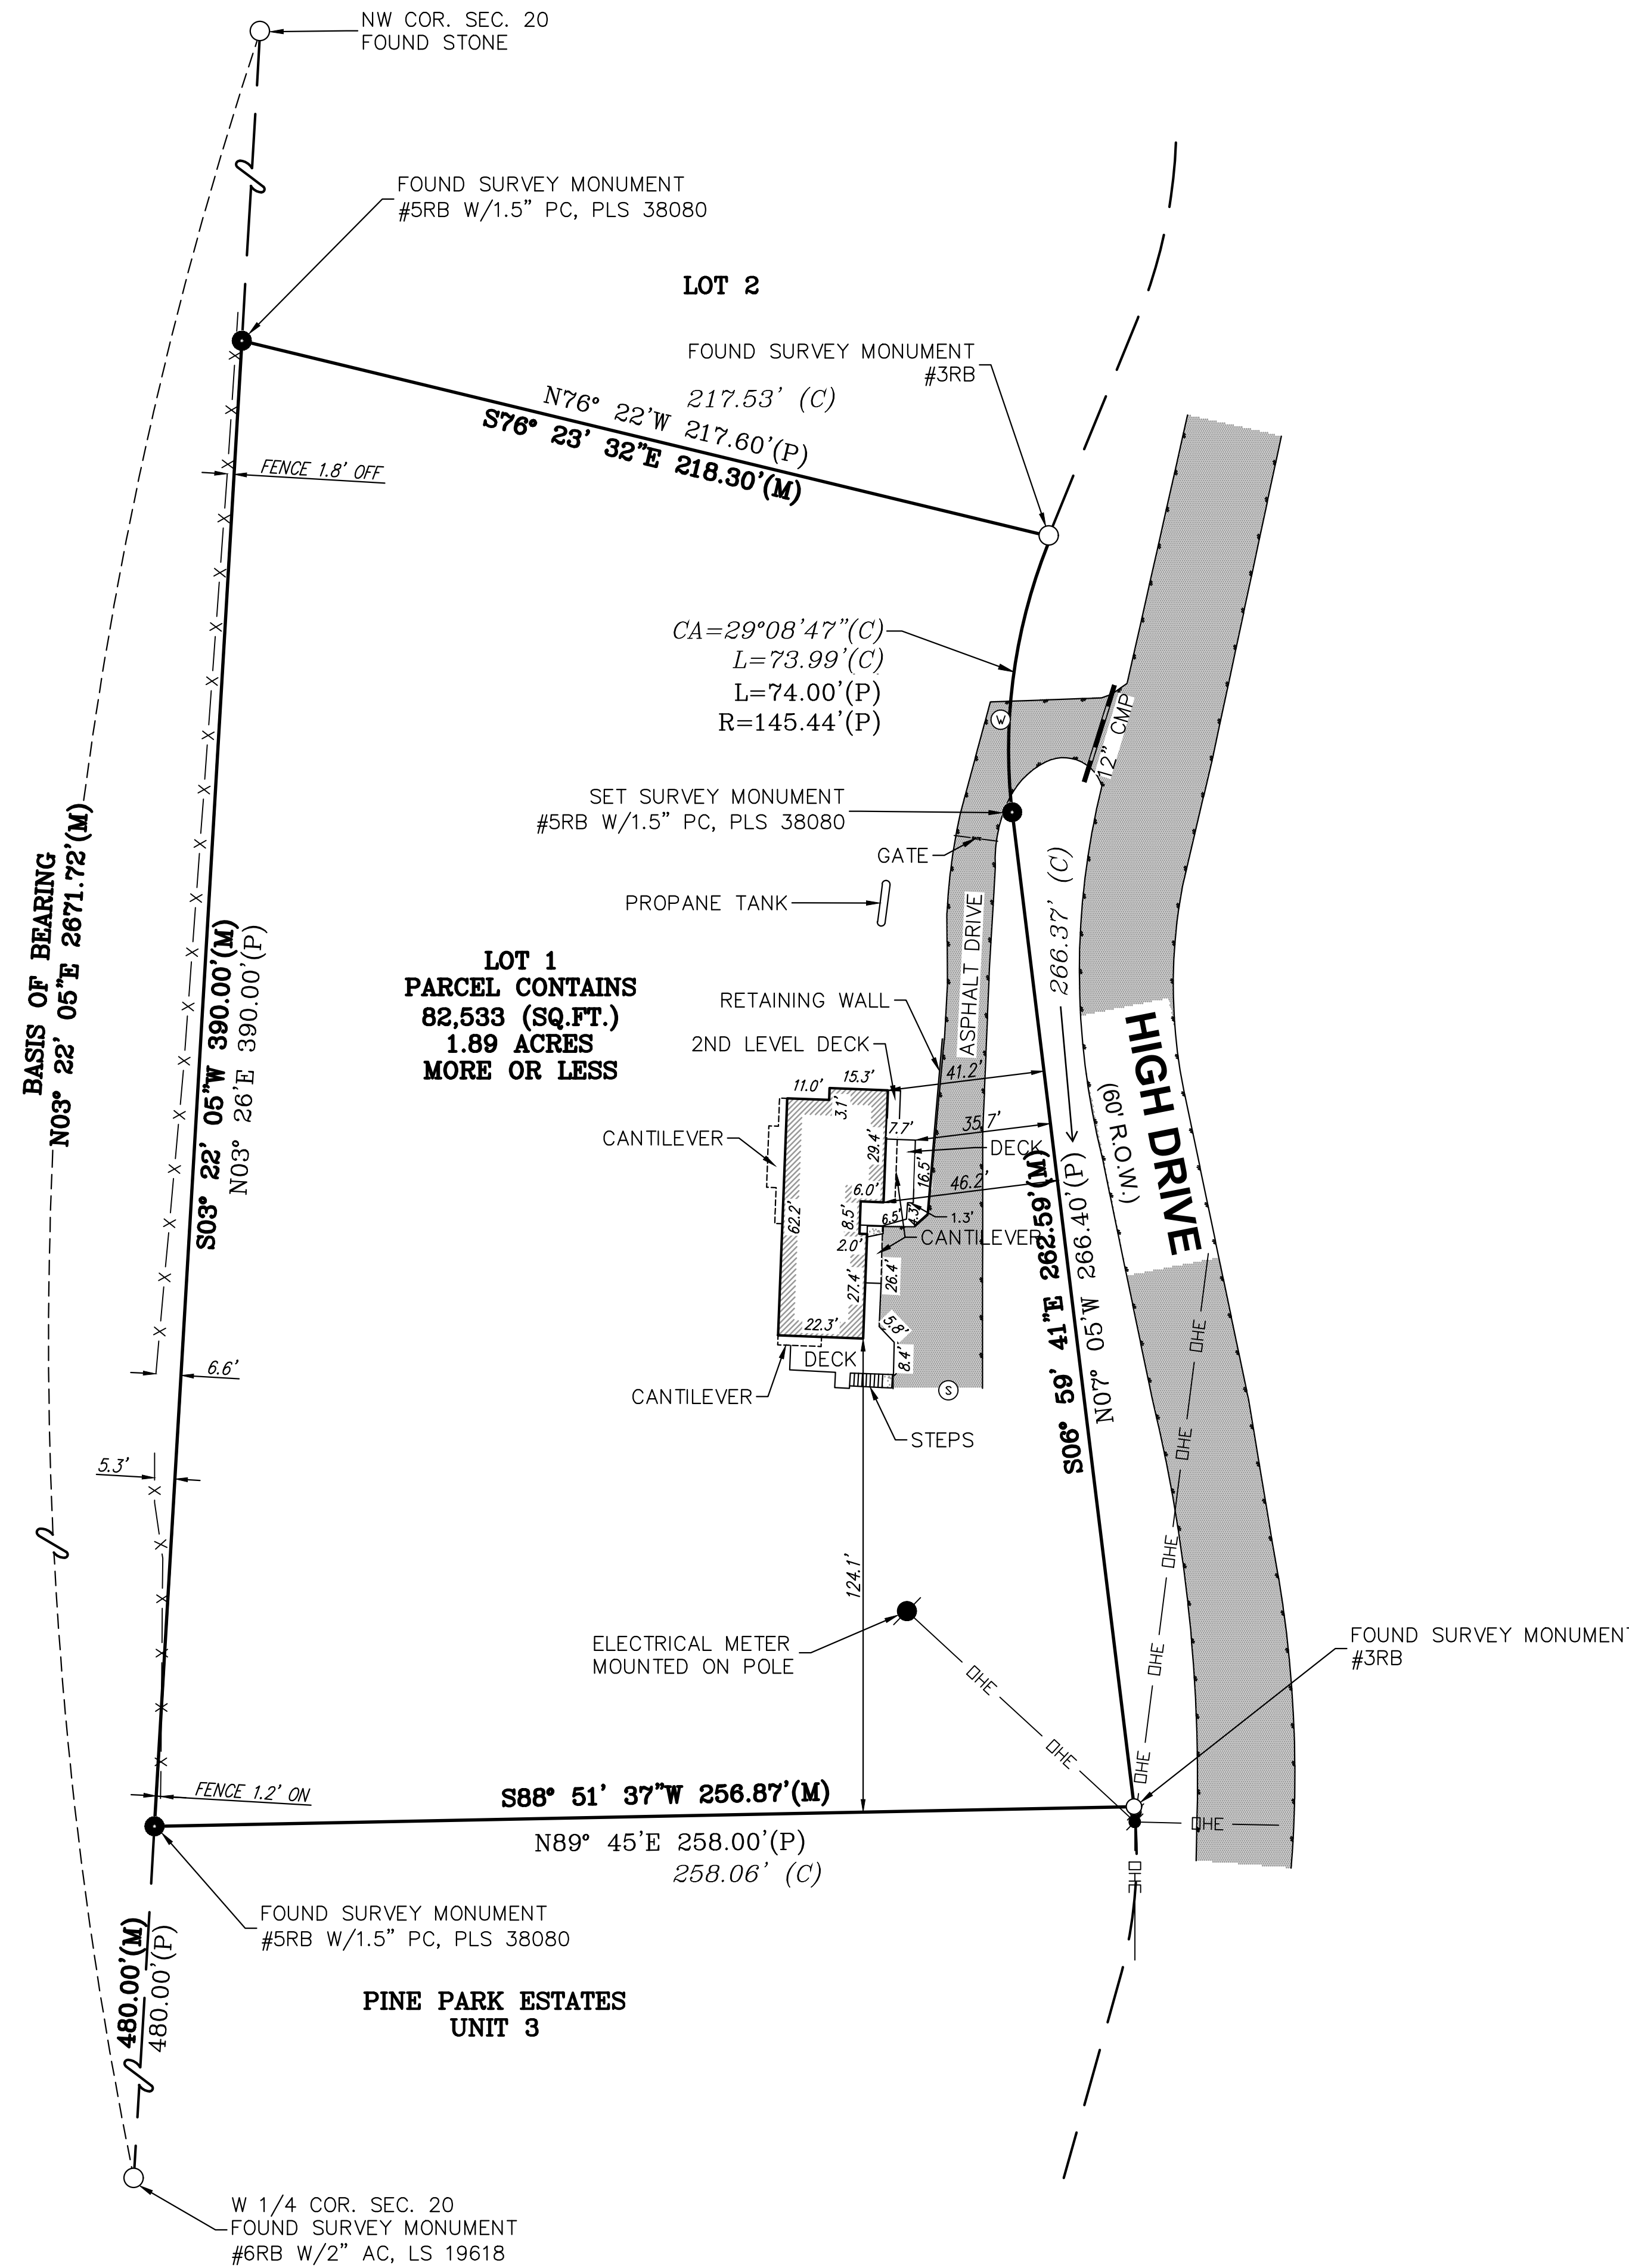 NW COR. SEC. 20
FOUND STONE
FOUND SURVEY MONUMENT
#5RB W/1.5” PC, PLS 38080
LOT 2
FOUND SURVEY MONUMENT
#3RB
217.53’ (C)
N76° 22’W 217.60’(P)
S76° 23’ 32”E 218.30’(M)
FENCE 1.8’ OFF
CA=29°08’47”(C)
L=73.99’(C)
L=74.00’(P)
R=145.44’(P)
W
12” CMP
SET SURVEY MONUMENT
#5RB W/1.5” PC, PLS 38080
GATE
PROPANE TANK
ASPHALT DRIVE
BASIS OF BEARING
N03° 22’ 05”E 2671.72’(M)
S03° 22’ 05”W 390.00’(M)
N03° 26’E 390.00’(P)
LOT 1
PARCEL CONTAINS
82,533 (SQ.FT.)
1.89 ACRES
MORE OR LESS
RETAINING WALL
2ND LEVEL DECK
266.37’ (C)
HIGH DRIVE
(60’ R.O.W.)
11.0’
15.3’
3.1’
41.2’
7.7’
35.7’
CANTILEVER
29.4’
DECK
16.5’
6.0’
46.2’
62.2’
8.5’
6.5’
4.3’
1.3’
2.0’
CANTILEVER
27.4’
26.4’
22.3’
5.8’
DECK
8.4’
S06° 59’ 41”E 262.59’(M)
N07° 05’W 266.40’(P)
CANTILEVER
S
STEPS
6.6’
5.3’
124.1’
OHE
OHE
OHE
OHE
ELECTRICAL METER
MOUNTED ON POLE
FOUND SURVEY MONUMENT
#3RB
OHE
OHE
OHE
OHE
OHE
FENCE 1.2’ ON
S88° 51’ 37”W 256.87’(M)
N89° 45’E 258.00’(P)
258.06’ (C)
FOUND SURVEY MONUMENT
#5RB W/1.5” PC, PLS 38080
480.00’(M)
480.00’(P)
PINE PARK ESTATES
UNIT 3
W 1/4 COR. SEC. 20
FOUND SURVEY MONUMENT
#6RB W/2” AC, LS 19618